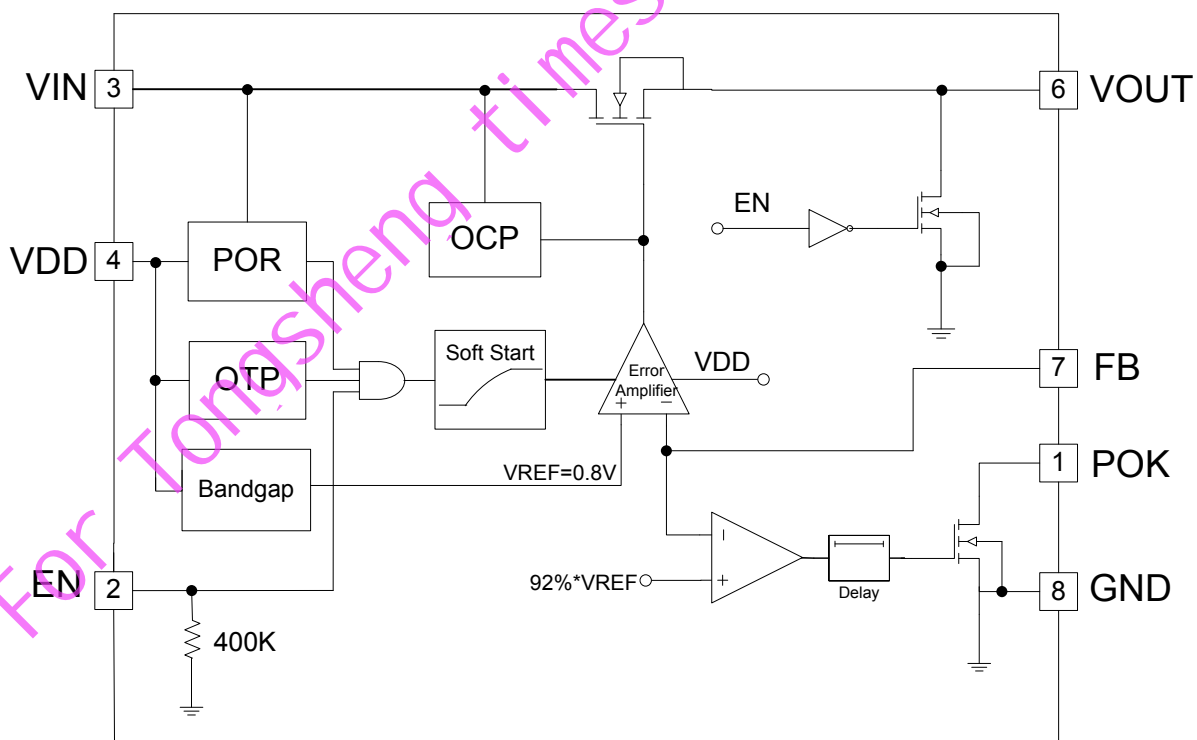 For Tongsheng times
VIN
3
6
VOUT
EN
VDD
4
POR
OCP
Soft Start
OTP
Error
Amplifier
+
−
VDD
7
FB
Bandgap
VREF=0.8V
1
POK
−
+
92%*VREF
Delay
EN
2
8
GND
400K